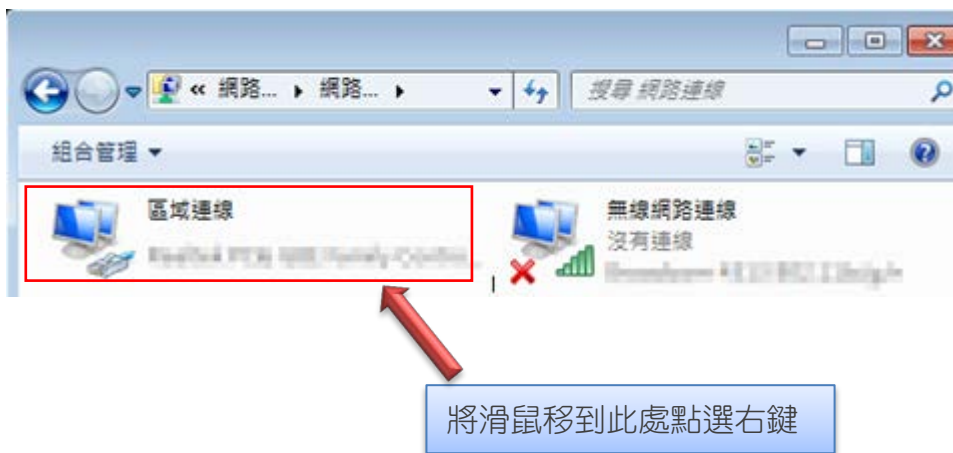 « 網路... ▸ 網路... ▸
搜尋 網路連線
組合管理
區域連線
無線網路連線
沒有連線
將滑鼠移到此處點選右鍵